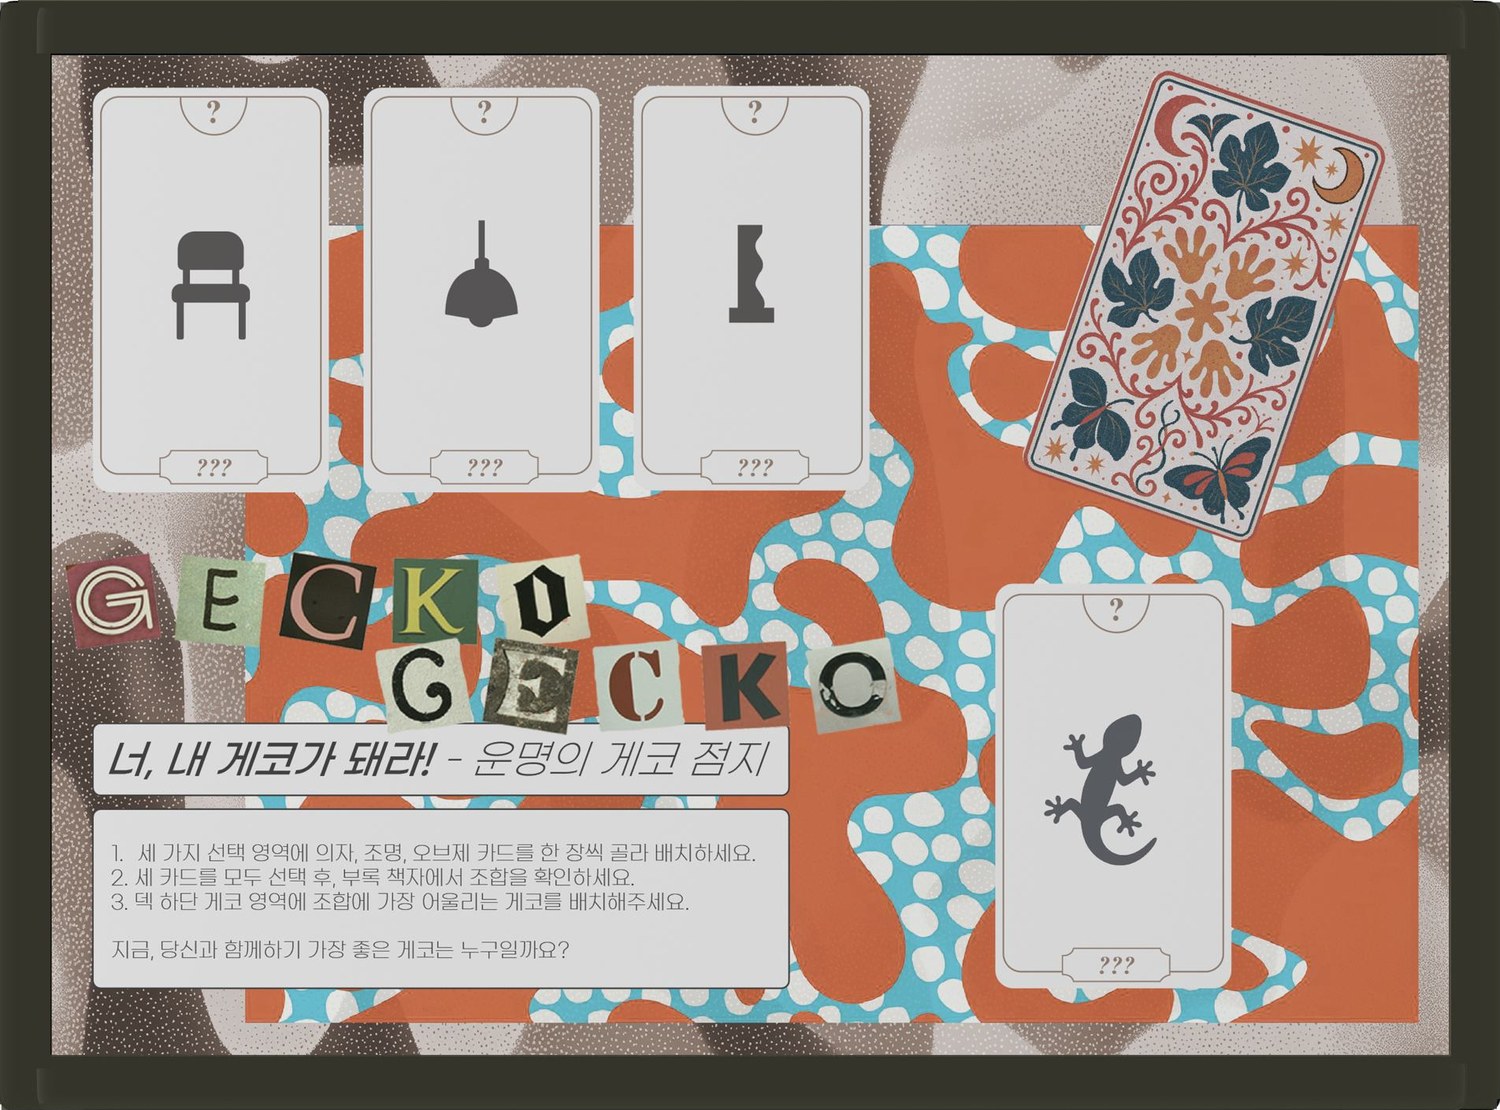 ?
?
?
???
???
???
GECKO
GECKO
너, 내 게코가 돼라! - 운명의 게코 점지
1. 세 가지 선택 영역에 의자, 조명, 오브제 카드를 한 장씩 골라 배치하세요.
2. 세 카드를 모두 선택 후, 부록 책자에서 조합을 확인하세요.
3. 덱 하단 게코 영역에 조합에 가장 어울리는 게코를 배치해주세요.
지금, 당신과 함께하기 가장 좋은 게코는 누구일까요?
?
???